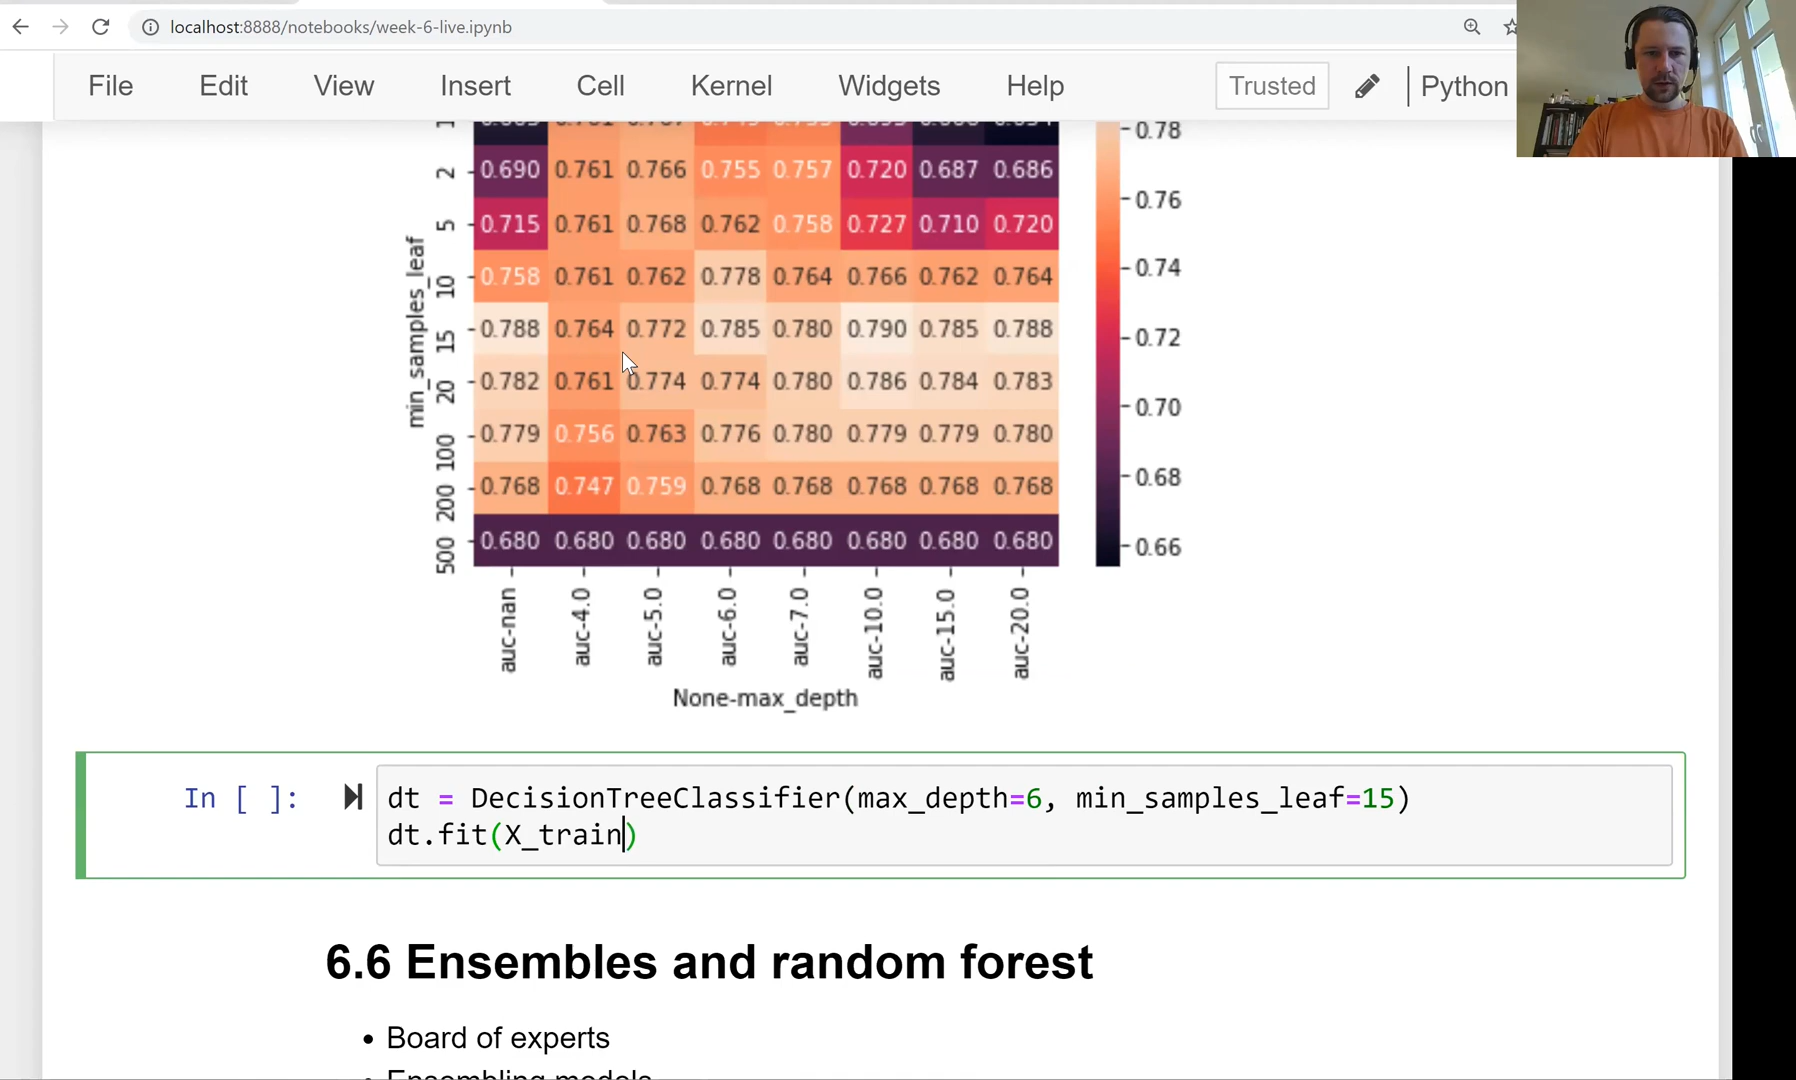 localhost:8888/notebooks/week-6-live.ipynb
File Edit View Insert Cell Kernel Widgets Help Trusted Python
0.78
2 0.690 0.761 0.766 0.755 0.757 0.720 0.687 0.686
0.76
5 0.715 0.761 0.768 0.762 0.758 0.727 0.710 0.720
10 0.758 0.761 0.762 0.778 0.764 0.766 0.762 0.764
0.74
15 0.788 0.764 0.772 0.785 0.780 0.790 0.785 0.788
0.72
20 0.782 0.761 0.774 0.774 0.780 0.786 0.784 0.783
0.70
100 0.779 0.756 0.763 0.776 0.780 0.779 0.779 0.780
0.68
200 0.768 0.747 0.759 0.768 0.768 0.768 0.768 0.768
500 0.680 0.680 0.680 0.680 0.680 0.680 0.680 0.680
0.66
min_samples_leaf
auc-nan auc-4.0 auc-5.0 auc-6.0 auc-7.0 auc-10.0 auc-15.0 auc-20.0
None-max_depth
In [ ]: dt = DecisionTreeClassifier(max_depth=6, min_samples_leaf=15)
dt.fit(X_train)
6.6 Ensembles and random forest
• Board of experts
• Ensembling models